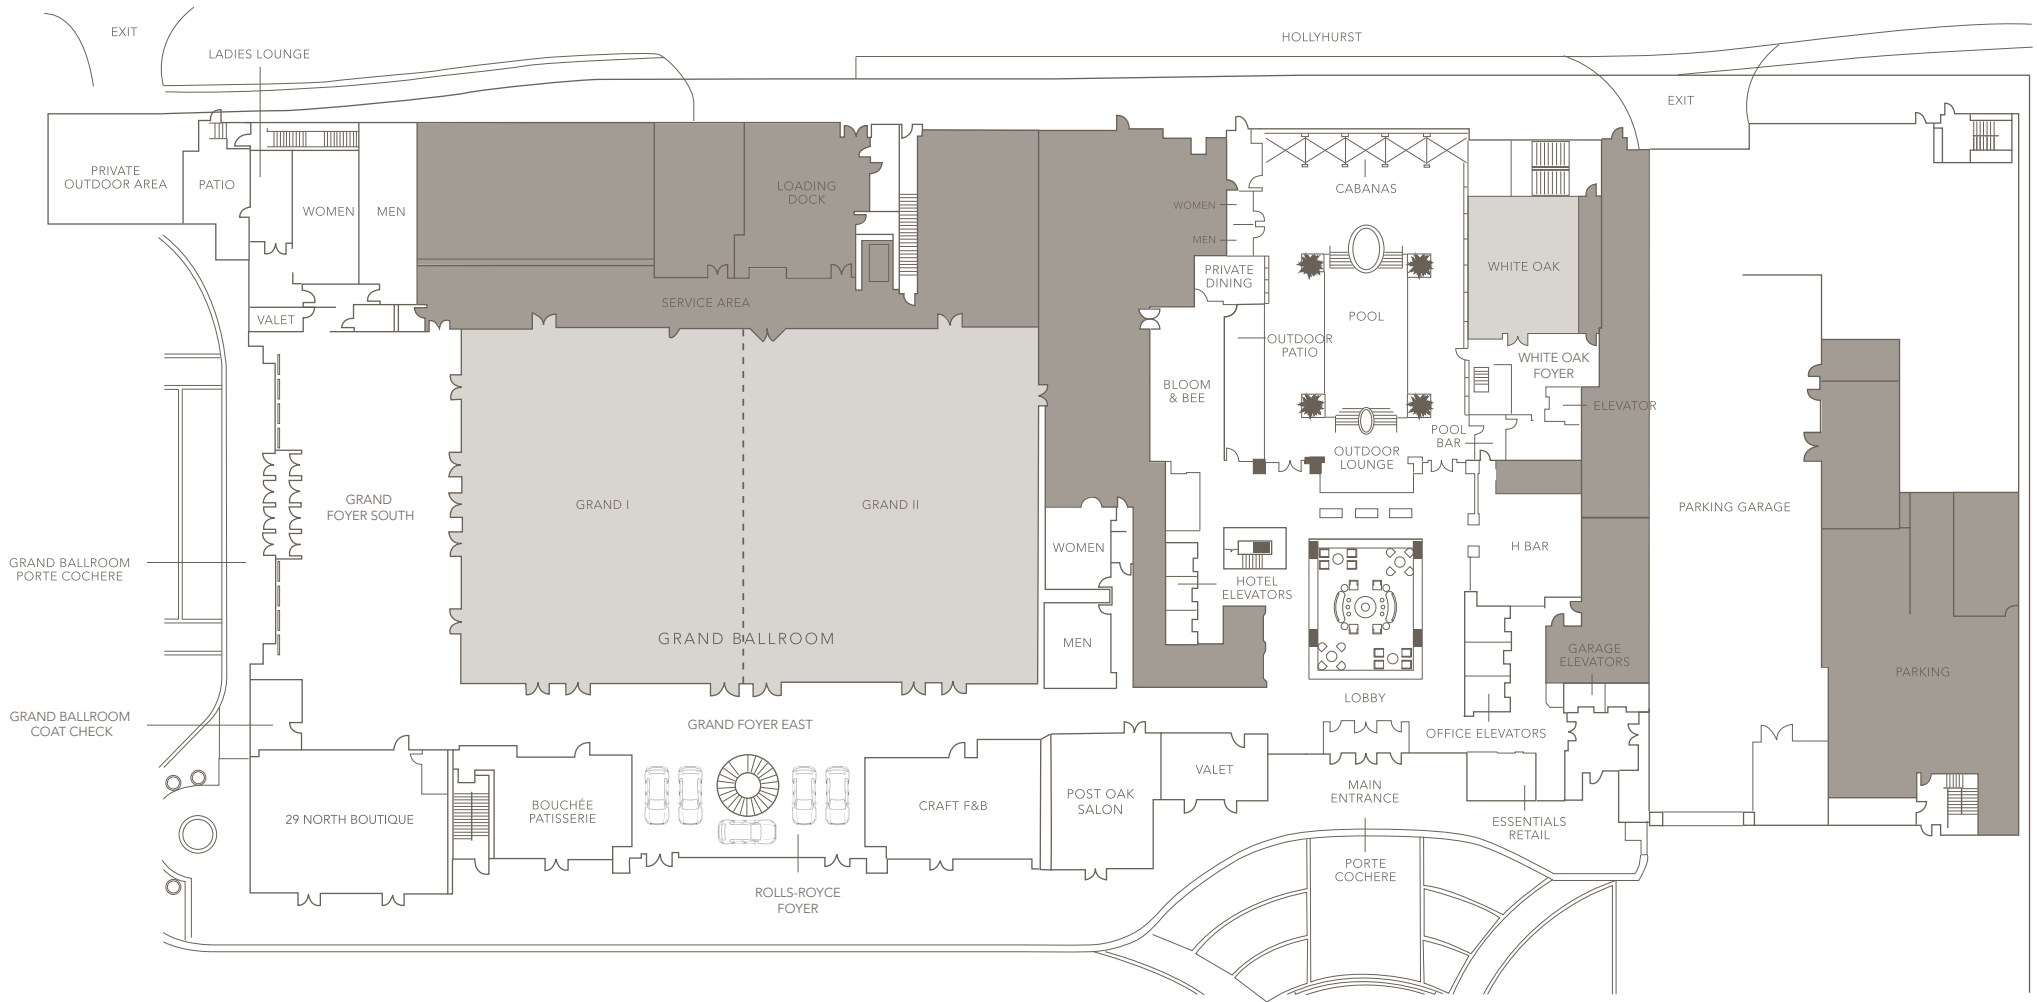 EXIT
HOLLYHURST
LADIES LOUNGE
EXIT
PRIVATE
OUTDOOR AREA
PATIO
WOMEN
MEN
LOADING
DOCK
CABANAS
WOMEN
MEN
PRIVATE
DINING
WHITE OAK
SERVICE AREA
VALET
POOL
OUTDOOR
PATIO
WHITE OAK
FOYER
BLOOM
& BEE
ELEVATOR
POOL
BAR
OUTDOOR
LOUNGE
GRAND
FOYER SOUTH
GRAND I
GRAND II
PARKING GARAGE
WOMEN
H BAR
GRAND BALLROOM
PORTE COCHERE
HOTEL
ELEVATORS
GRAND BALLROOM
MEN
GARAGE
ELEVATORS
PARKING
LOBBY
GRAND BALLROOM
COAT CHECK
GRAND FOYER EAST
OFFICE ELEVATORS
VALET
MAIN
ENTRANCE
POST OAK
SALON
BOUCHÉE
PATISSERIE
CRAFT F&B
29 NORTH BOUTIQUE
ESSENTIALS
RETAIL
PORTE
COCHERE
ROLLS-ROYCE
FOYER